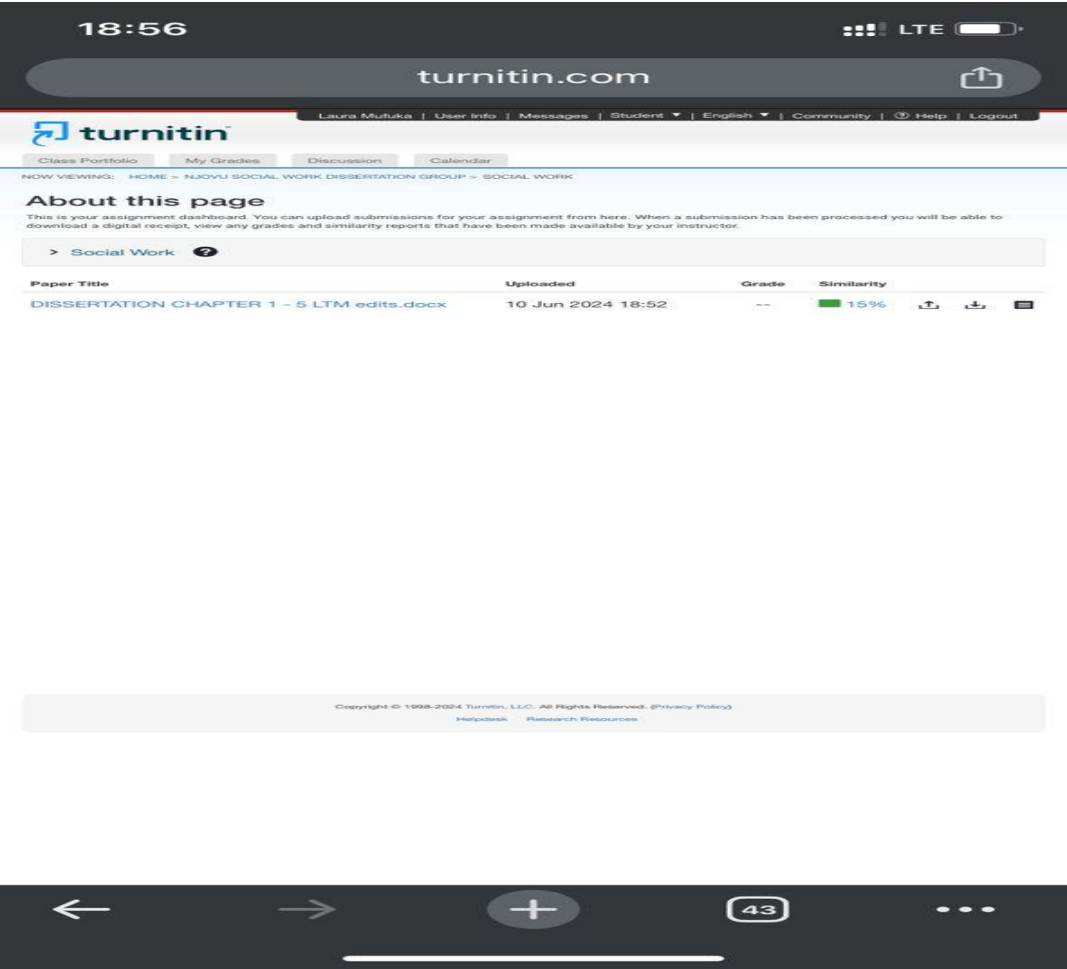 18:56
LTE
turnitin.com
Laura Mufuka | User Info | Messages | Student ▼ | English ▼ | Community | ? Help | Logout
turnitin
Class Portfolio My Grades Discussion Calendar
NOW VIEWING: HOME > NJOVU SOCIAL WORK DISSERTATION GROUP > SOCIAL WORK
About this page
This is your assignment dashboard. You can upload submissions for your assignment from here. When a submission has been processed you will be able to
download a digital receipt, view any grades and similarity reports that have been made available by your instructor.
> Social Work ?
Paper Title Uploaded Grade Similarity
DISSERTATION CHAPTER 1 - 5 LTM edits.docx 10 Jun 2024 18:52 -- 15%
Copyright © 1998-2024 Turnitin, LLC. All Rights Reserved. (Privacy Policy)
Helpdesk Research Resources
43